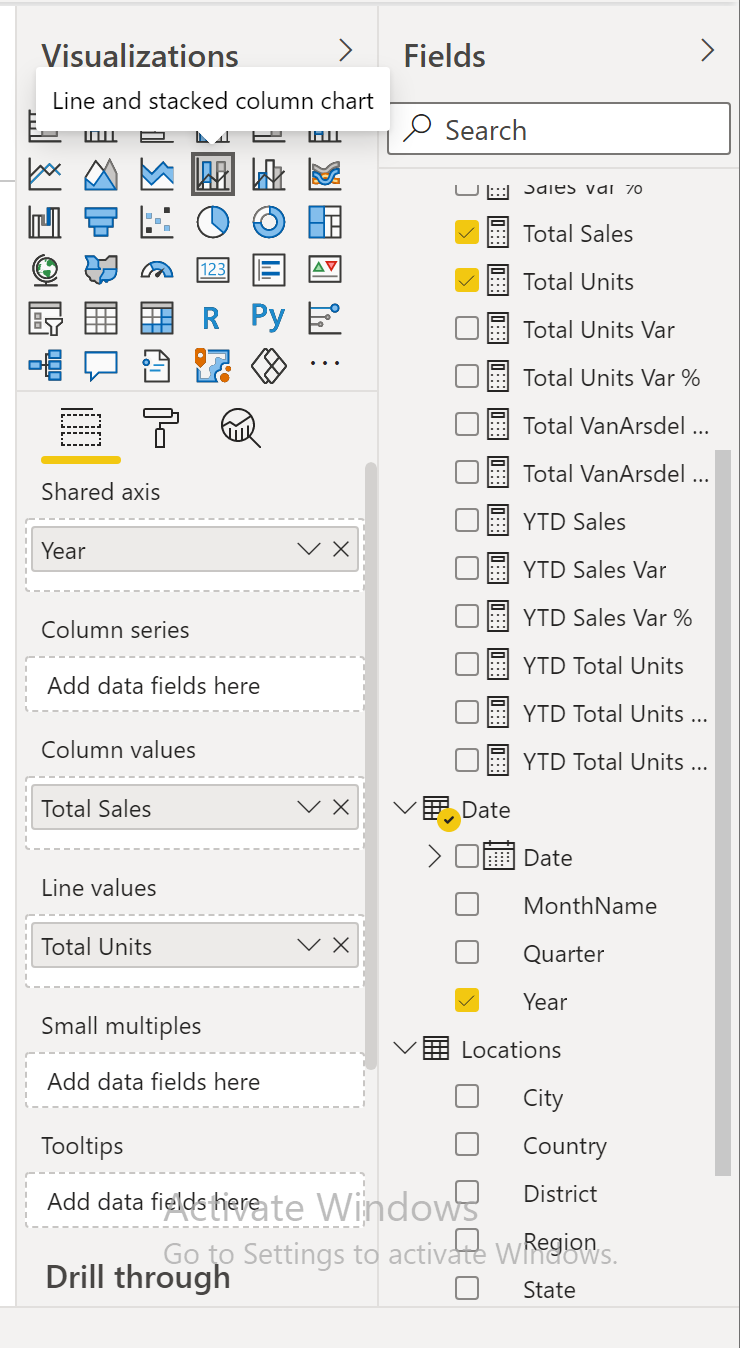 Visualizations
Line and stacked column chart
123
R
Py
Shared axis
Year
Column series
Add data fields here
Column values
Total Sales
Line values
Total Units
Small multiples
Add data fields here
Tooltips
Add data fields here
Drill through
Fields
Search
Sales Var %
Total Sales
Total Units
Total Units Var
Total Units Var %
Total VanArsdel ...
Total VanArsdel ...
YTD Sales
YTD Sales Var
YTD Sales Var %
YTD Total Units
YTD Total Units ...
YTD Total Units ...
Date
Date
MonthName
Quarter
Year
Locations
City
Country
District
Region
State
Activate Windows
Go to Settings to activate Windows.